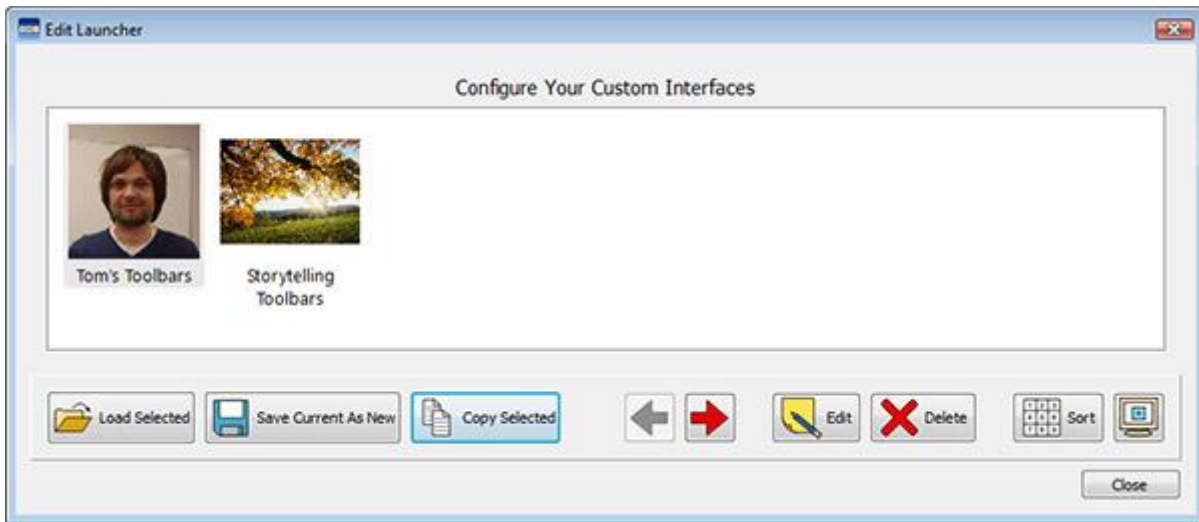 Edit Launcher
Configure Your Custom Interfaces
Tom's Toolbars
Storytelling
Toolbars
Load Selected
Save Current As New
Copy Selected
Edit
Delete
Sort
Close